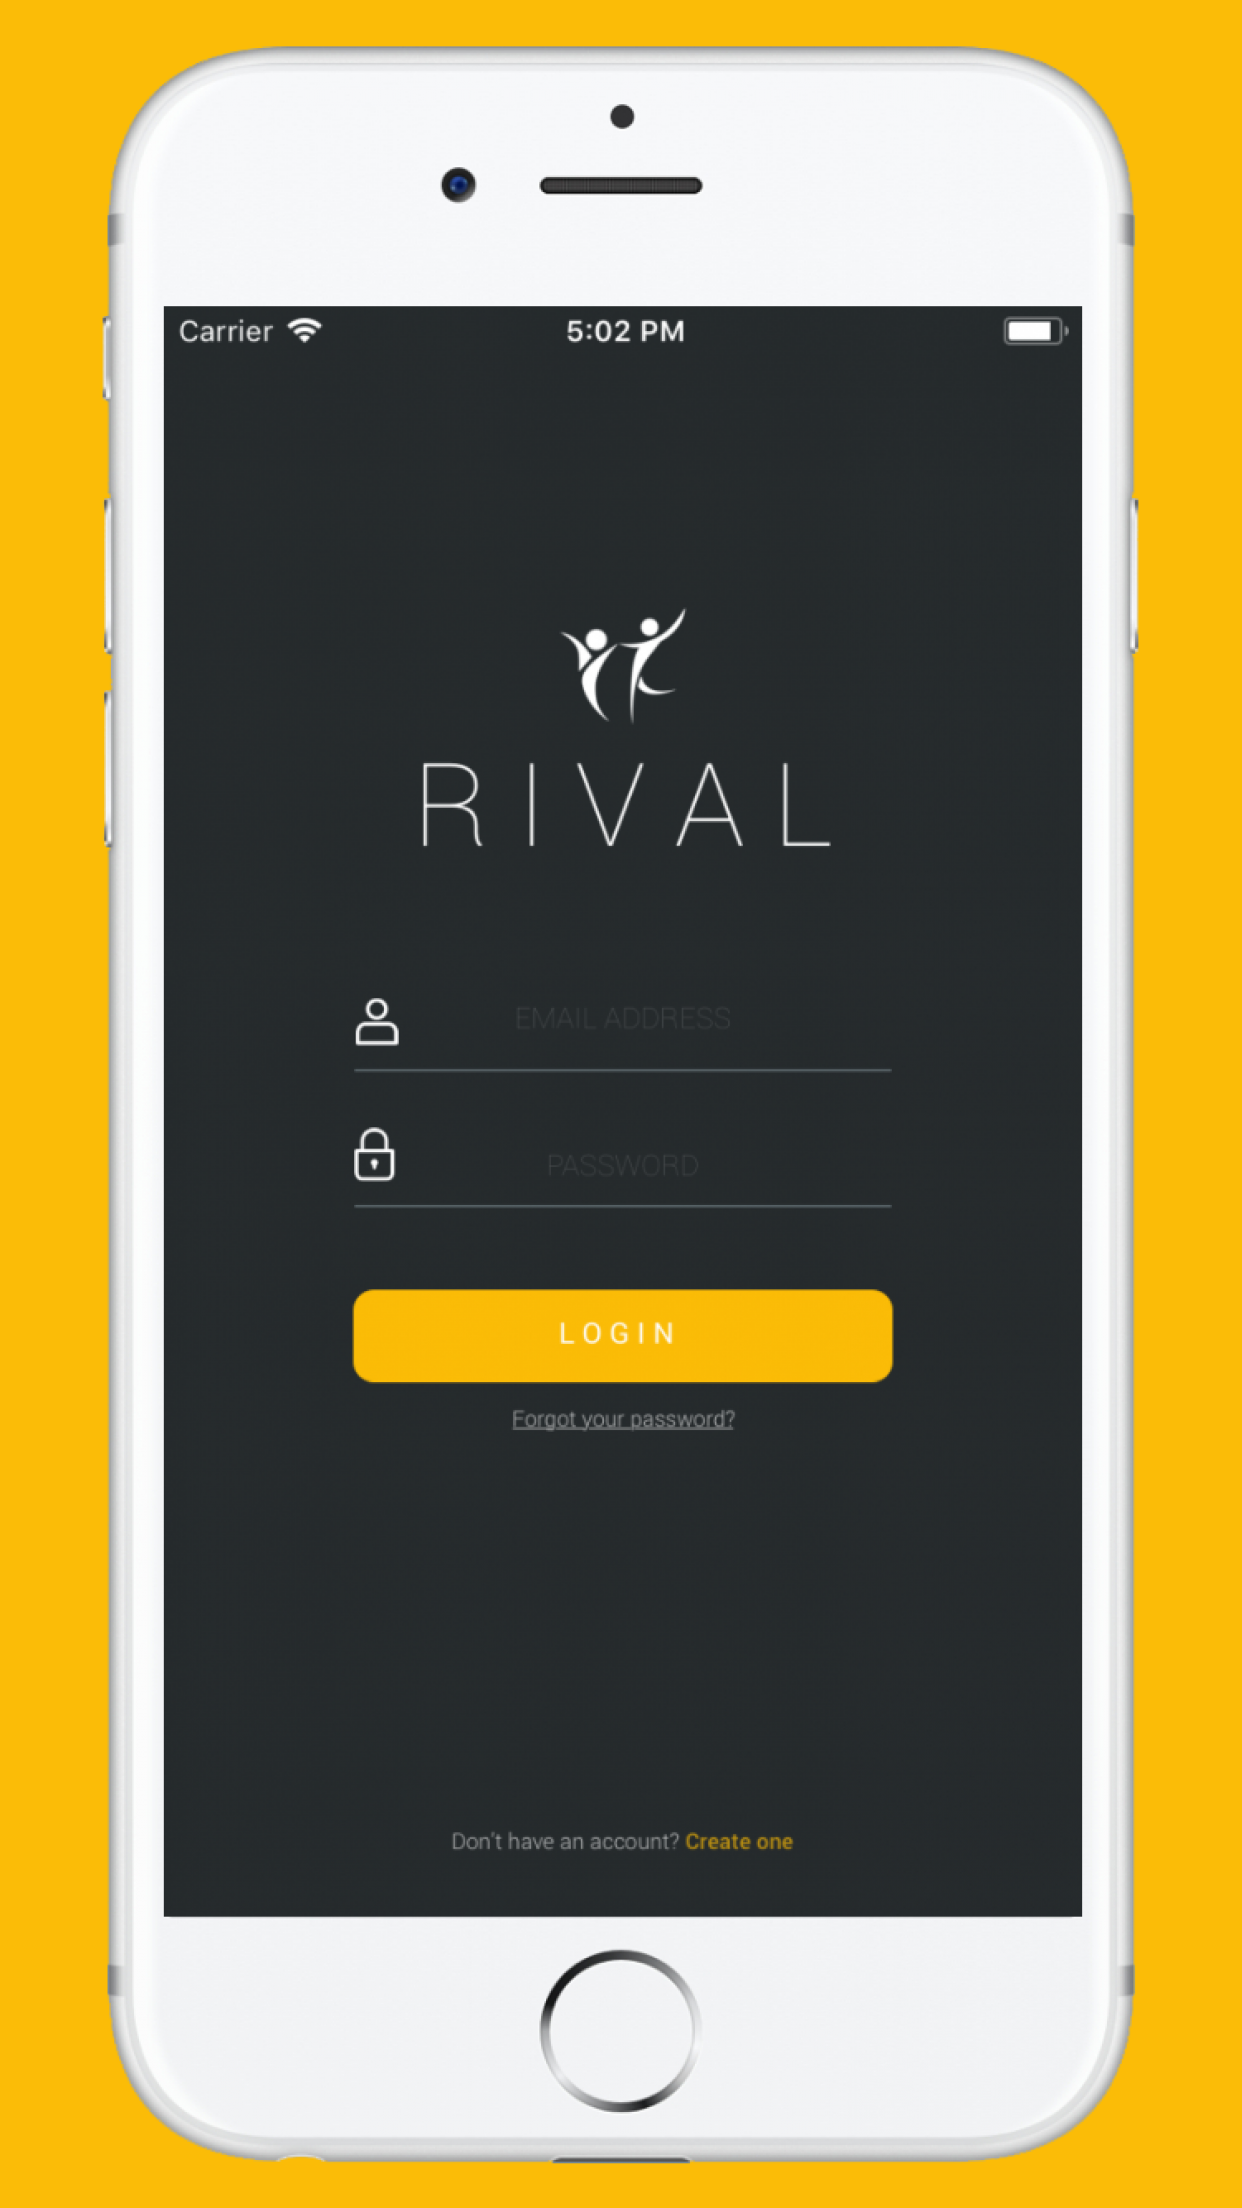 Carrier 5:02 PM
RIVAL
EMAIL ADDRESS
PASSWORD
LOGIN
Forgot your password?
Don't have an account? Create one